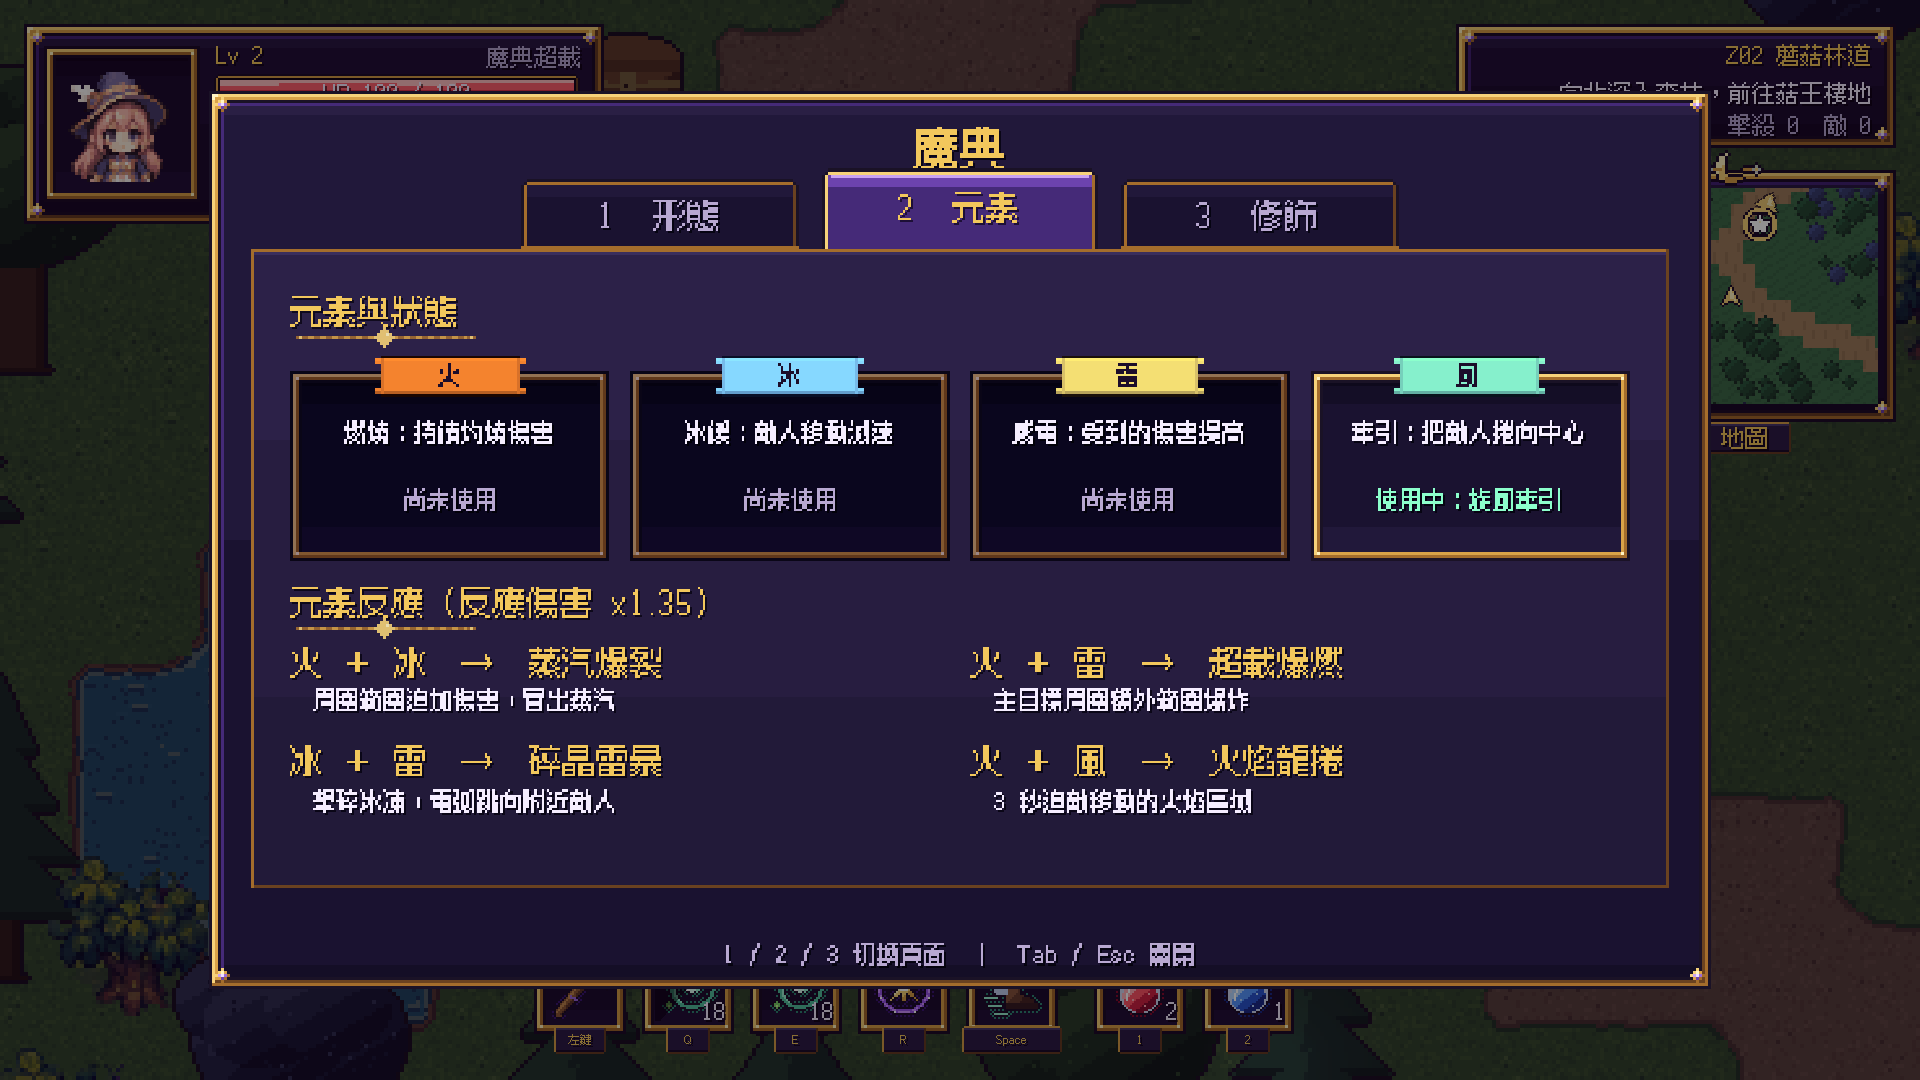 Lv 2
魔典超載
Z02 蘑菇林道
，前往菇王棲地
擊殺 0 敵 0
魔典
1 形態
2 元素
3 修飾
元素與狀態
火
冰
雷
燃燒：持續灼燒傷害
冰緩：敵人移動減速
感電：受到的傷害提高
牽引：把敵人捲向中心
尚未使用
尚未使用
尚未使用
使用中：旋風牽引
元素反應 (反應傷害 x1.35)
火 + 冰 → 蒸汽爆裂
周圍範圍追加傷害，冒出蒸汽
火 + 雷 → 超載爆燃
主目標周圍額外範圍爆炸
冰 + 雷 → 碎晶雷暴
擊碎冰凍，電弧跳向附近敵人
火 + 風 → 火焰龍捲
3 秒追敵移動的火焰區域
地圖
1 / 2 / 3 切換頁面 | Tab / Esc 關閉
18
18
2
1
左鍵
Q
E
R
Space
1
2